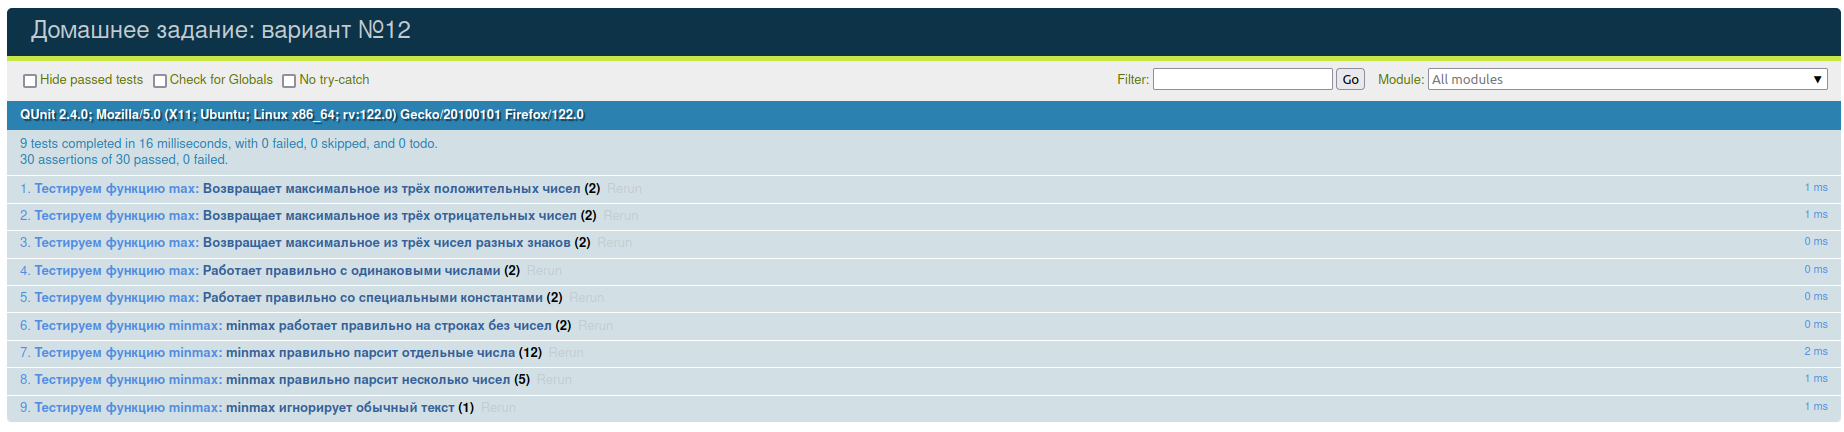 Домашнее задание: вариант №12
Hide passed tests Check for Globals No try-catch Filter: Go Module: All modules ▼
QUnit 2.4.0; Mozilla/5.0 (X11; Ubuntu; Linux x86_64; rv:122.0) Gecko/20100101 Firefox/122.0
9 tests completed in 16 milliseconds, with 0 failed, 0 skipped, and 0 todo.
30 assertions of 30 passed, 0 failed.
1. Тестируем функцию max: Возвращает максимальное из трёх положительных чисел (2) Rerun 1 ms
2. Тестируем функцию max: Возвращает максимальное из трёх отрицательных чисел (2) Rerun 1 ms
3. Тестируем функцию max: Возвращает максимальное из трёх чисел разных знаков (2) Rerun 0 ms
4. Тестируем функцию max: Работает правильно с одинаковыми числами (2) Rerun 0 ms
5. Тестируем функцию max: Работает правильно со специальными константами (2) Rerun 0 ms
6. Тестируем функцию minmax: minmax работает правильно на строках без чисел (2) Rerun 0 ms
7. Тестируем функцию minmax: minmax правильно парсит отдельные числа (12) Rerun 2 ms
8. Тестируем функцию minmax: minmax правильно парсит несколько чисел (5) Rerun 1 ms
9. Тестируем функцию minmax: minmax игнорирует обычный текст (1) Rerun 1 ms